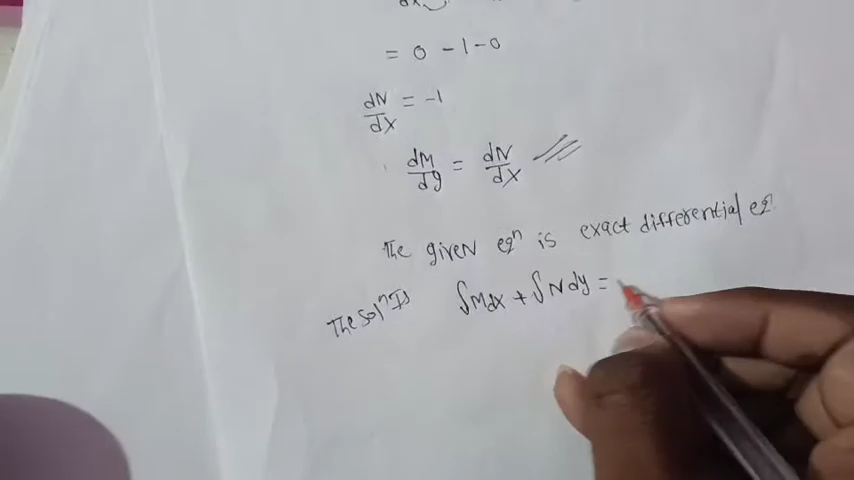 dx
= 0 - 1 - 0
dN/dx = -1
dM/dy = dN/dx
The given eqn is exact differential eq.
The soln Is ∫Mdx + ∫N dy =